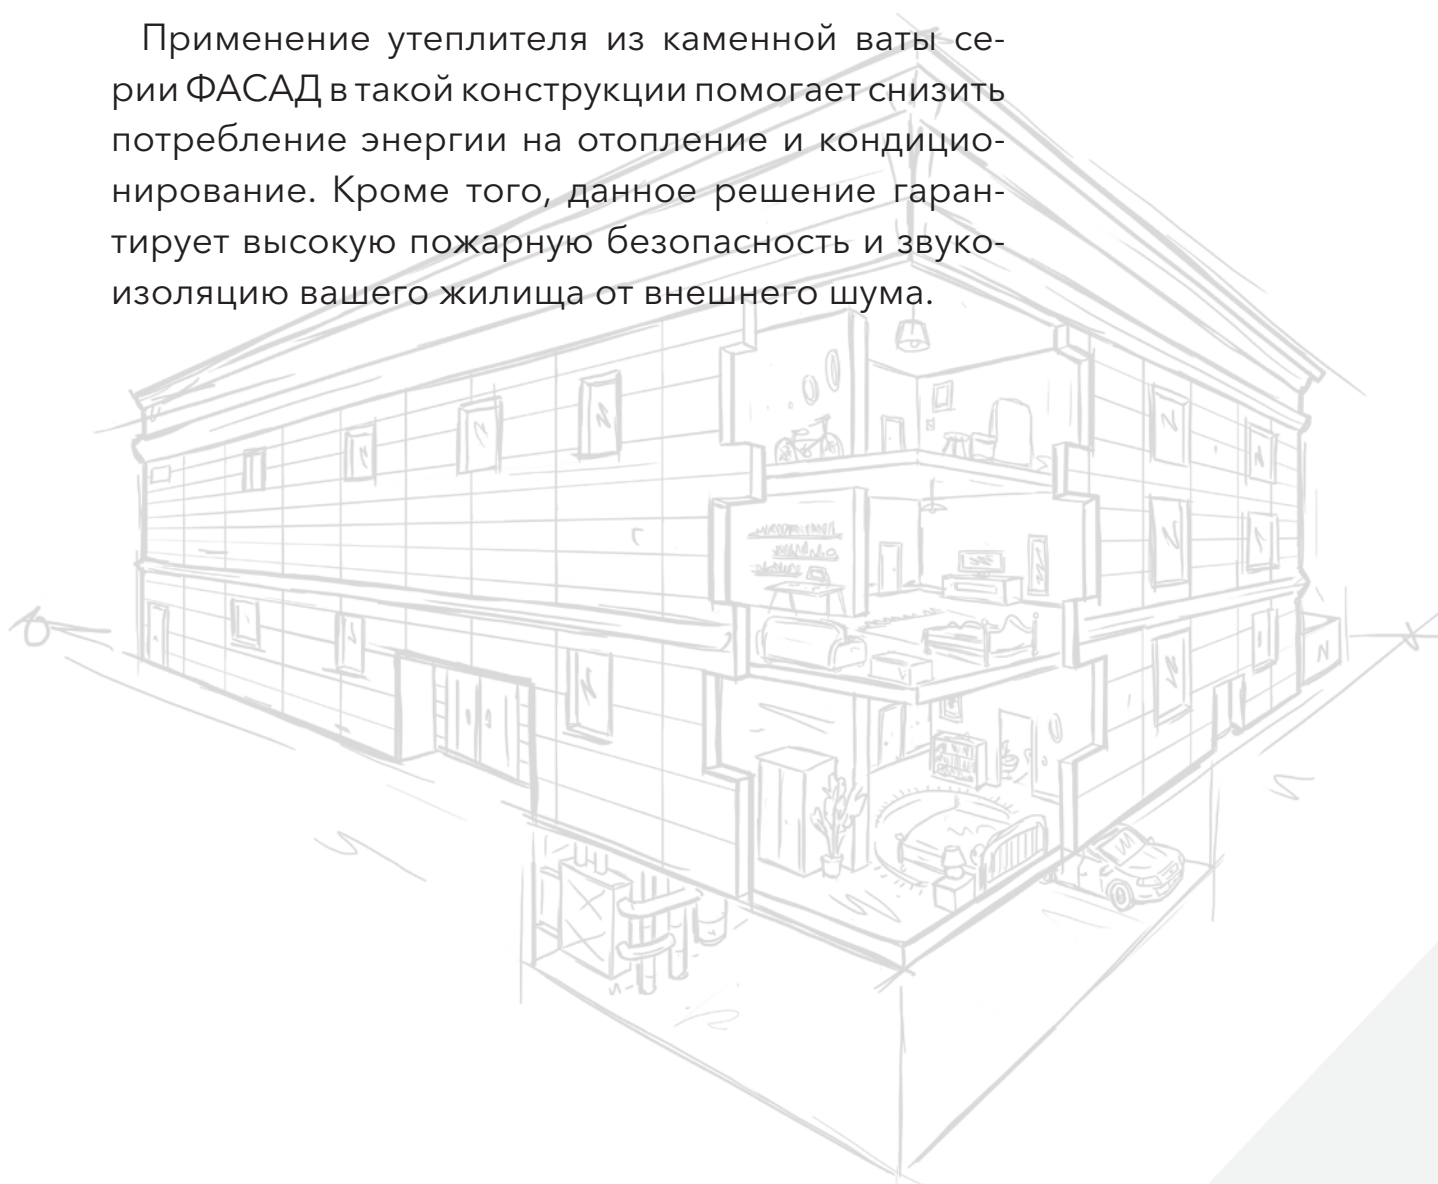 Применение утеплителя из каменной ваты се-
рии ФАСАД в такой конструкции помогает снизить
потребление энергии на отопление и кондицио-
нирование. Кроме того, данное решение гаран-
тирует высокую пожарную безопасность и звуко-
изоляцию вашего жилища от внешнего шума.